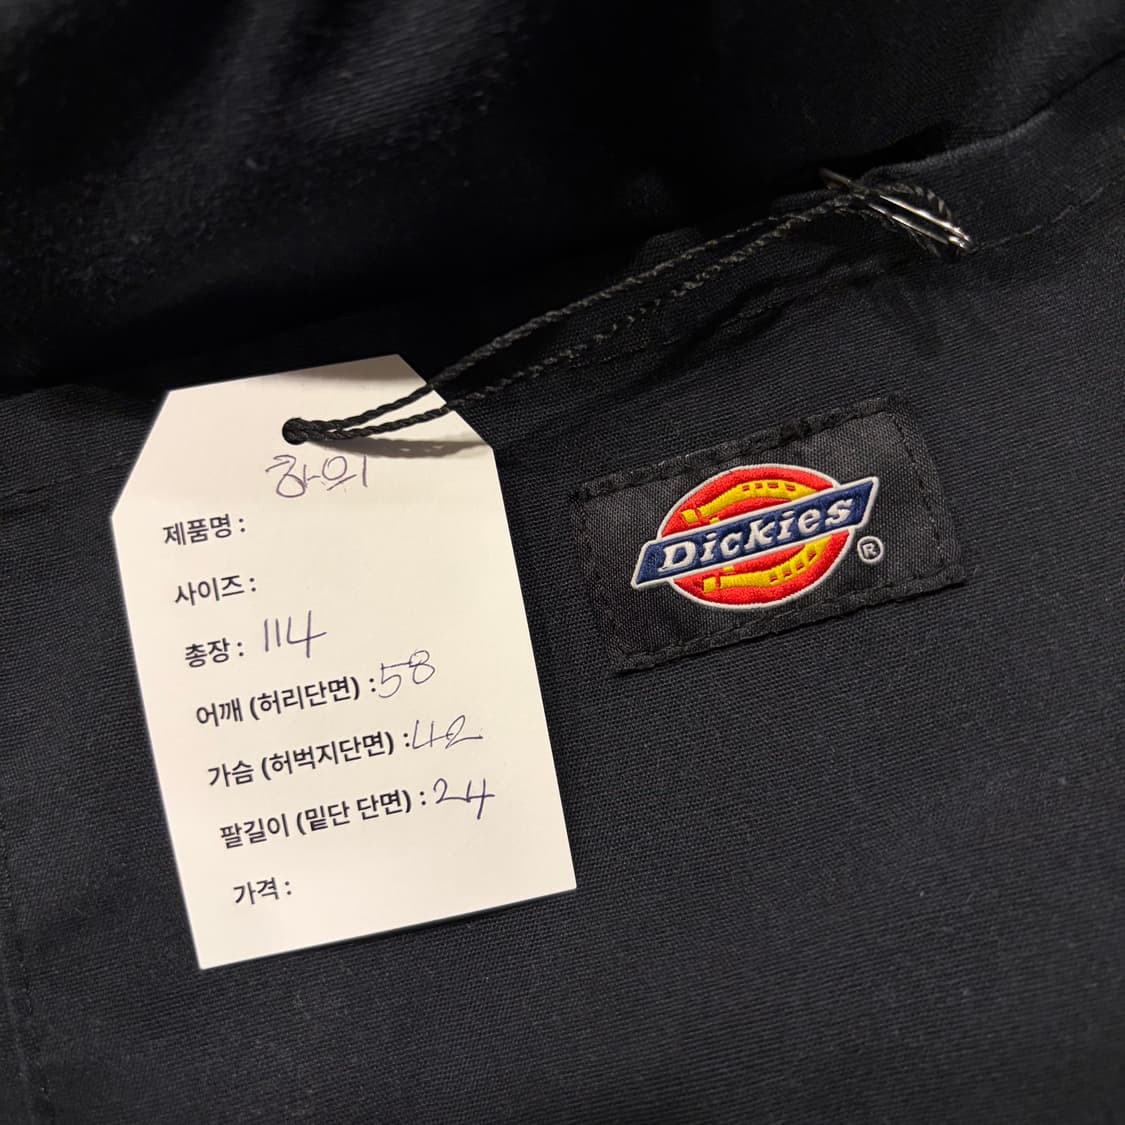 하의
제품명 :
사이즈 :
총장 : 114
어깨 (허리단면) : 58
가슴 (허벅지단면) : 42
팔길이 (밑단 단면) : 24
가격 :
Dickies ®